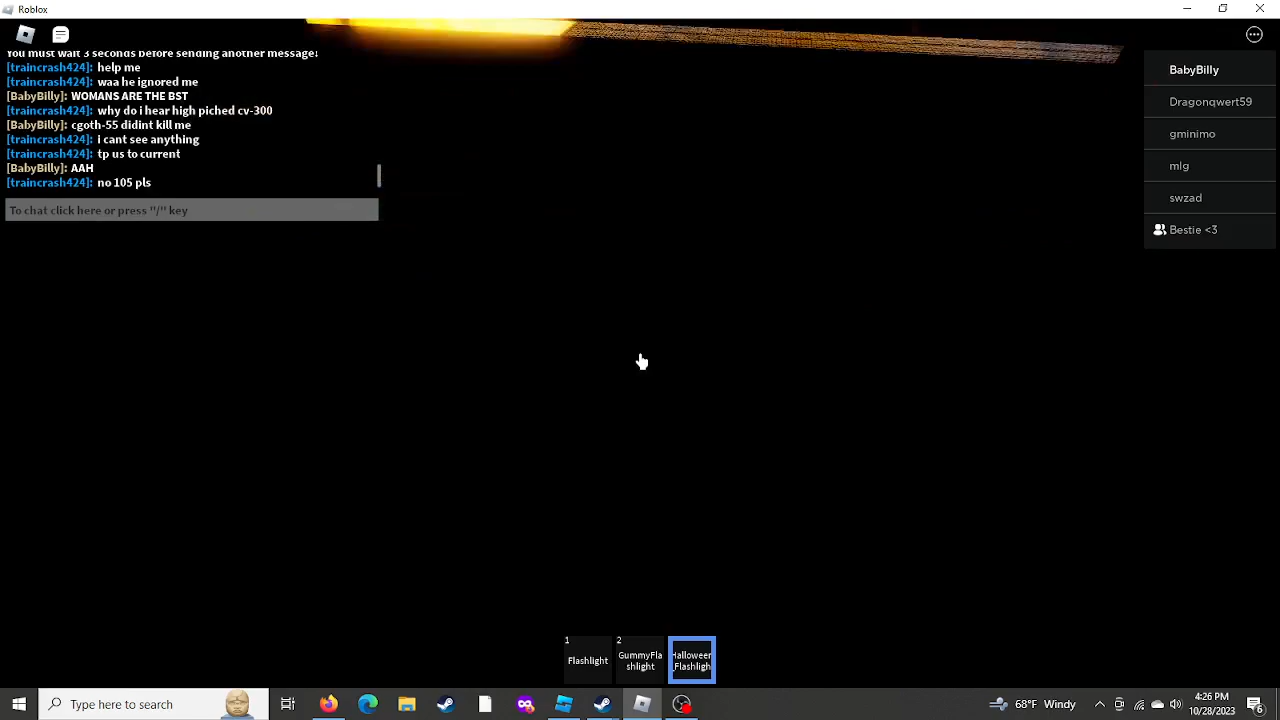 Roblox
You must wait 3 seconds before sending another message!
[traincrash424]: help me
[traincrash424]: waa he ignored me
[BabyBilly]: WOMANS ARE THE BST
[traincrash424]: why do i hear high piched cv-300
[BabyBilly]: cgoth-55 didint kill me
[traincrash424]: i cant see anything
[traincrash424]: tp us to current
[BabyBilly]: AAH
[traincrash424]: no 105 pls
To chat click here or press "/" key
BabyBilly
Dragonqwert59
gminimo
mlg
swzad
Bestie <3
1
Flashlight
2
GummyFla
shlight
Halloween
Flashligh
Type here to search
68°F Windy
4:26 PM
10/28/2023
6